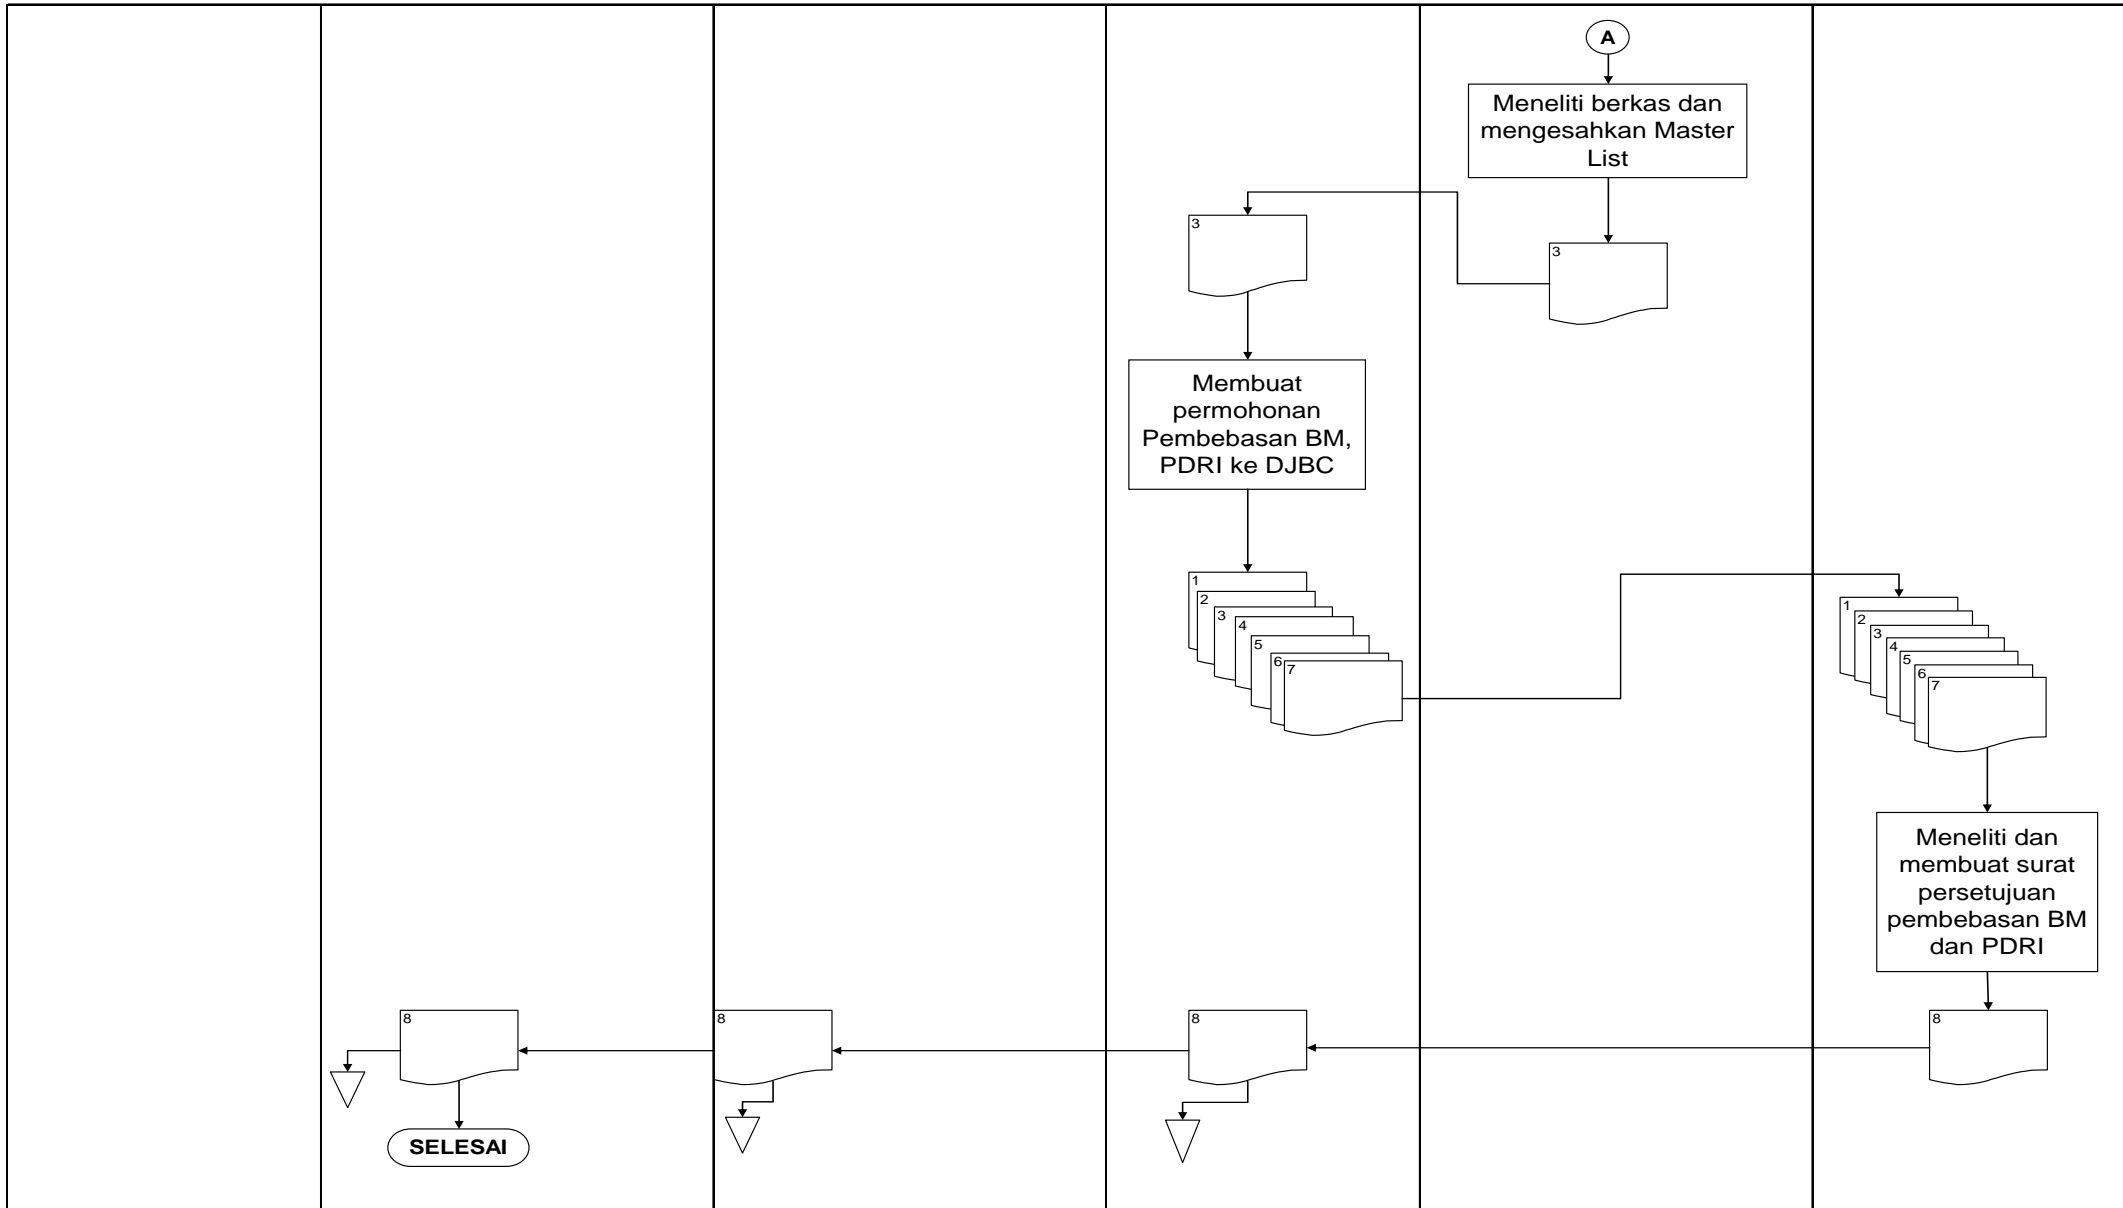 A
Meneliti berkas dan
mengesahkan Master
List
3
3
Membuat
permohonan
Pembebasan BM,
PDRI ke DJBC
1
2
3
4
5
6
7
1
2
3
4
5
6
7
Meneliti dan
membuat surat
persetujuan
pembebasan BM
dan PDRI
8
8
8
8
SELESAI